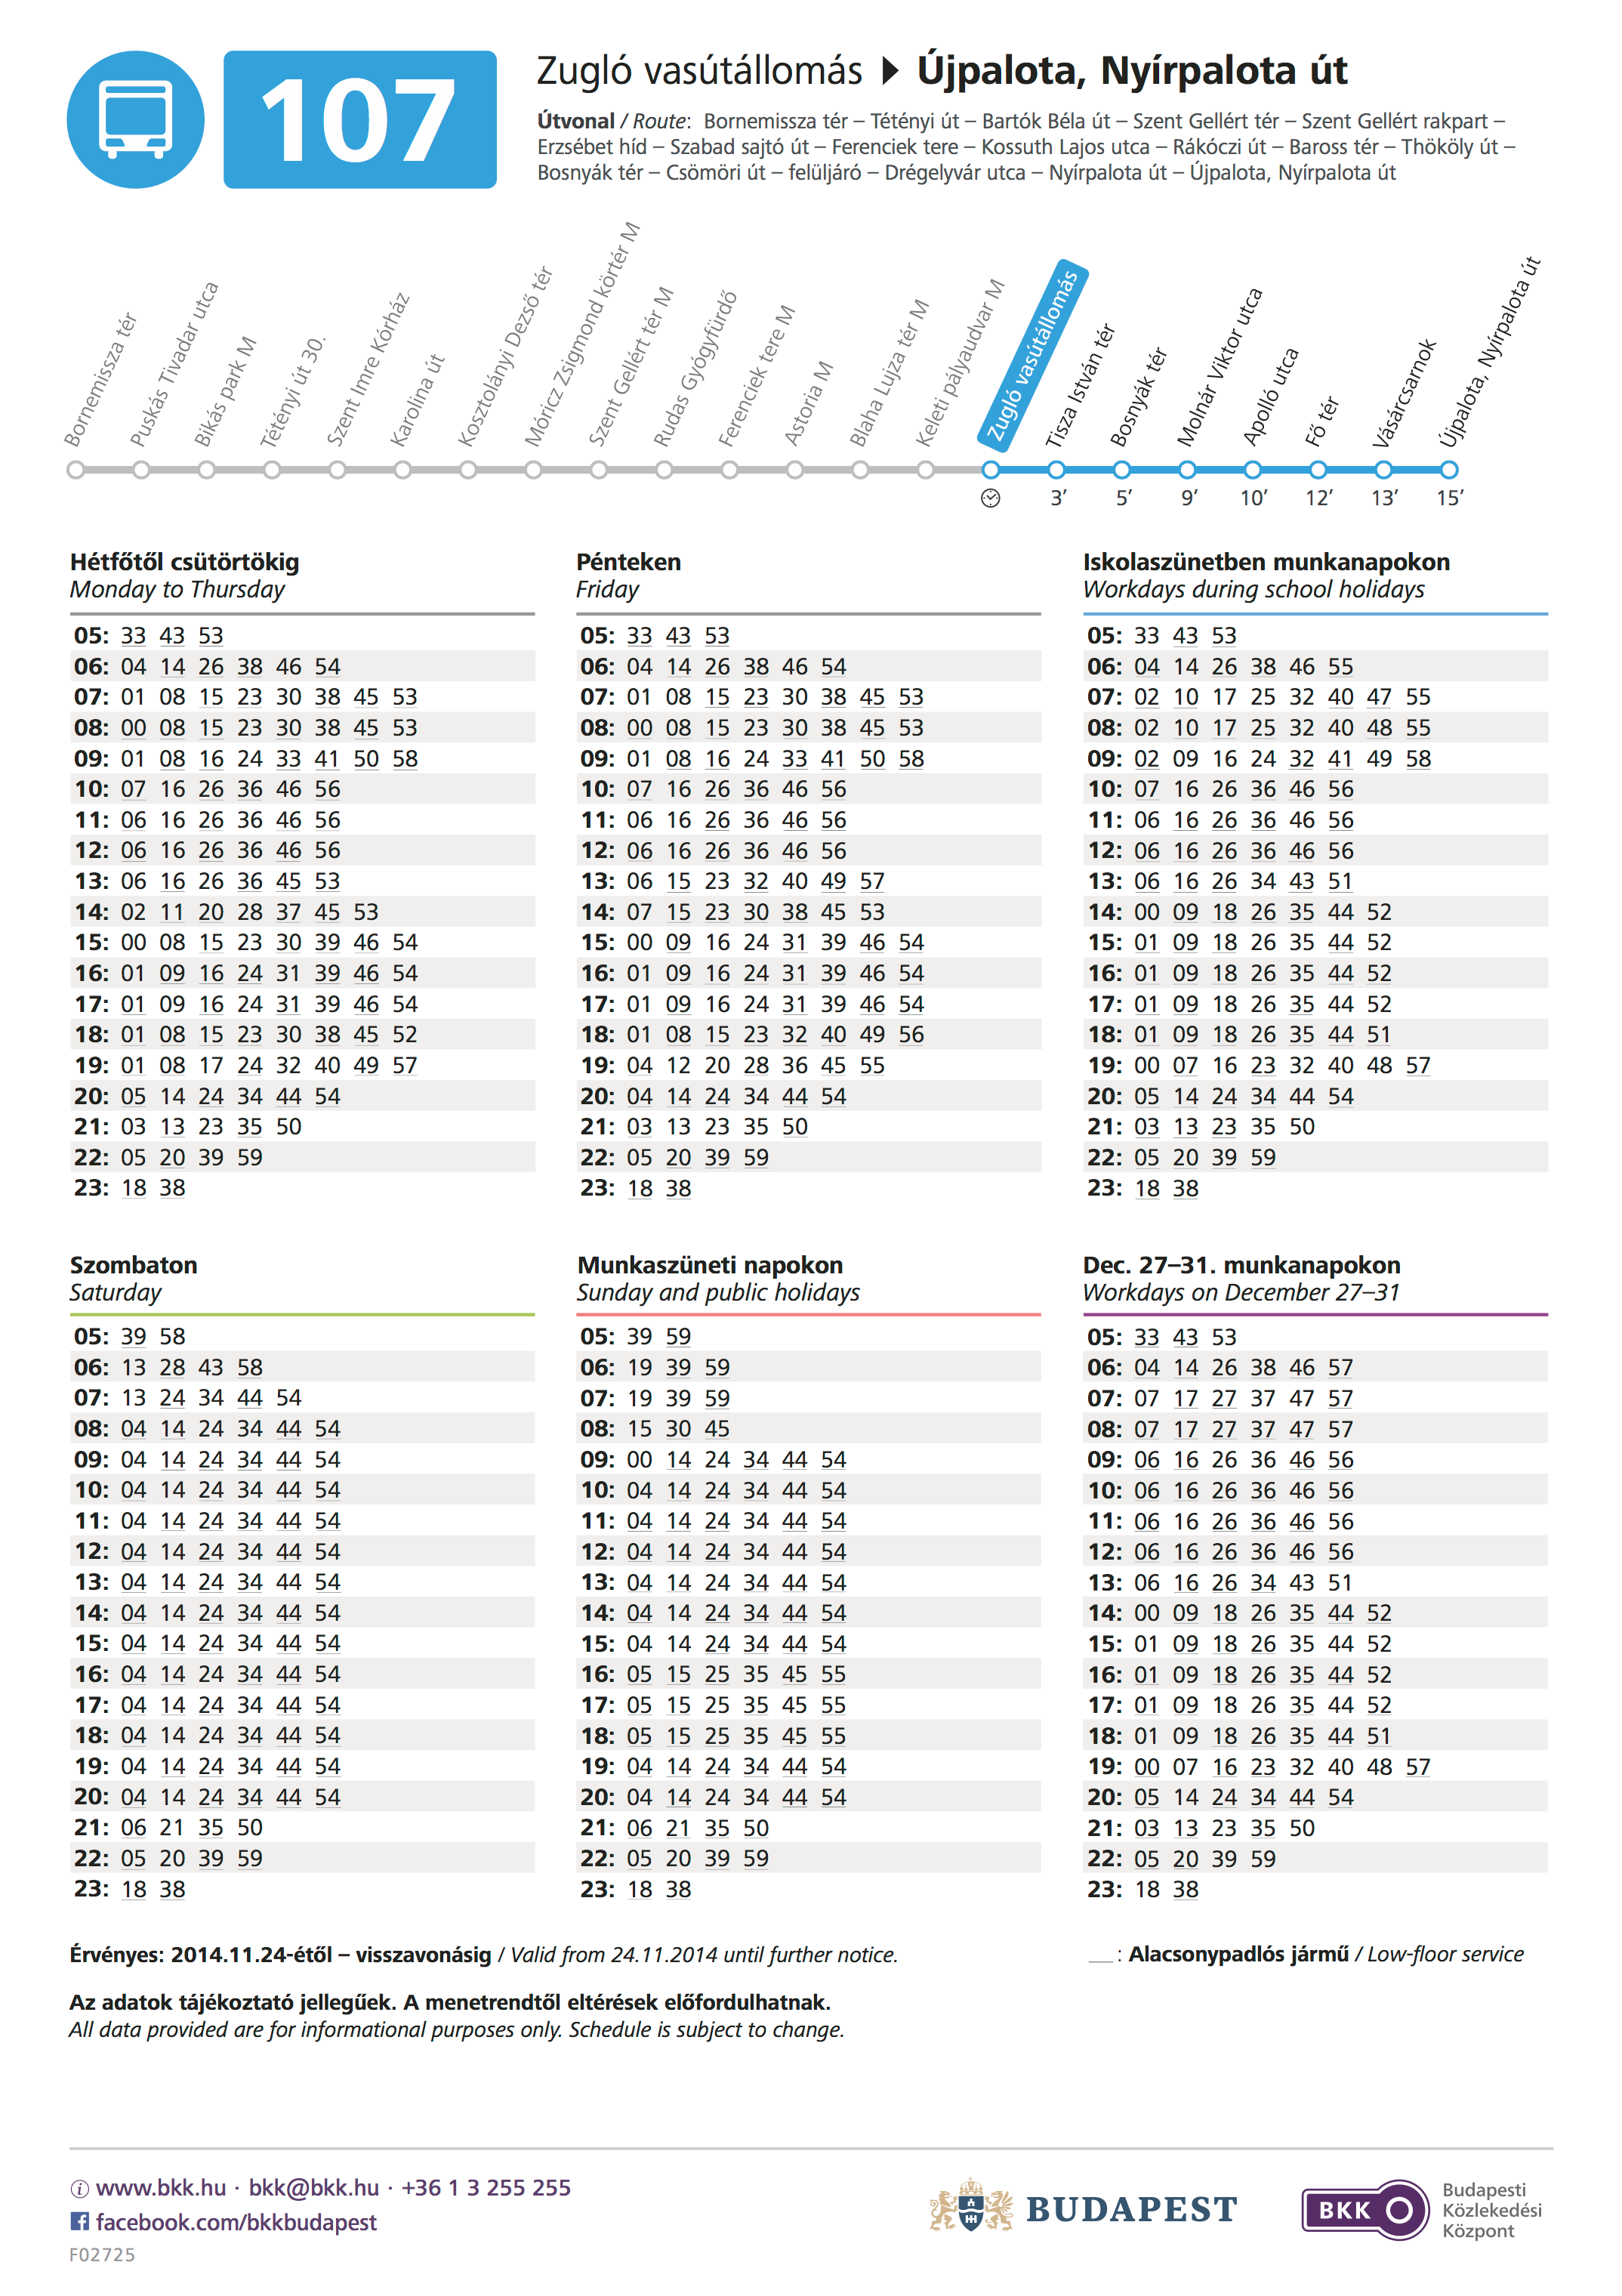 107
Zugló vasútállomás ▶ Újpalota, Nyírpalota út
Útvonal / Route: Bornemissza tér – Tétényi út – Bartók Béla út – Szent Gellért tér – Szent Gellért rakpart –
Erzsébet híd – Szabad sajtó út – Ferenciek tere – Kossuth Lajos utca – Rákóczi út – Baross tér – Thököly út –
Bosnyák tér – Csömöri út – felüljáró – Drégelyvár utca – Nyírpalota út – Újpalota, Nyírpalota út
Bornemissza tér
Puskás Tivadar utca
Bikás park M
Tétényi út 30.
Szent Imre Kórház
Karolina út
Kosztolányi Dezső tér
Móricz Zsigmond körtér M
Szent Gellért tér M
Rudas Gyógyfürdő
Ferenciek tere M
Astoria M
Blaha Lujza tér M
Keleti pályaudvar M
Zugló vasútállomás
Tisza István tér
Bosnyák tér
Molnár Viktor utca
Apolló utca
Fő tér
Vásárcsarnok
Újpalota, Nyírpalota út
3’ 5’ 9’ 10’ 12’ 13’ 15’
Hétfőtől csütörtökig
Monday to Thursday
05: 33 43 53
06: 04 14 26 38 46 54
07: 01 08 15 23 30 38 45 53
08: 00 08 15 23 30 38 45 53
09: 01 08 16 24 33 41 50 58
10: 07 16 26 36 46 56
11: 06 16 26 36 46 56
12: 06 16 26 36 46 56
13: 06 16 26 36 45 53
14: 02 11 20 28 37 45 53
15: 00 08 15 23 30 39 46 54
16: 01 09 16 24 31 39 46 54
17: 01 09 16 24 31 39 46 54
18: 01 08 15 23 30 38 45 52
19: 01 08 17 24 32 40 49 57
20: 05 14 24 34 44 54
21: 03 13 23 35 50
22: 05 20 39 59
23: 18 38
Pénteken
Friday
05: 33 43 53
06: 04 14 26 38 46 54
07: 01 08 15 23 30 38 45 53
08: 00 08 15 23 30 38 45 53
09: 01 08 16 24 33 41 50 58
10: 07 16 26 36 46 56
11: 06 16 26 36 46 56
12: 06 16 26 36 46 56
13: 06 15 23 32 40 49 57
14: 07 15 23 30 38 45 53
15: 00 09 16 24 31 39 46 54
16: 01 09 16 24 31 39 46 54
17: 01 09 16 24 31 39 46 54
18: 01 08 15 23 32 40 49 56
19: 04 12 20 28 36 45 55
20: 04 14 24 34 44 54
21: 03 13 23 35 50
22: 05 20 39 59
23: 18 38
Iskolaszünetben munkanapokon
Workdays during school holidays
05: 33 43 53
06: 04 14 26 38 46 55
07: 02 10 17 25 32 40 47 55
08: 02 10 17 25 32 40 48 55
09: 02 09 16 24 32 41 49 58
10: 07 16 26 36 46 56
11: 06 16 26 36 46 56
12: 06 16 26 36 46 56
13: 06 16 26 34 43 51
14: 00 09 18 26 35 44 52
15: 01 09 18 26 35 44 52
16: 01 09 18 26 35 44 52
17: 01 09 18 26 35 44 52
18: 01 09 18 26 35 44 51
19: 00 07 16 23 32 40 48 57
20: 05 14 24 34 44 54
21: 03 13 23 35 50
22: 05 20 39 59
23: 18 38
Szombaton
Saturday
05: 39 58
06: 13 28 43 58
07: 13 24 34 44 54
08: 04 14 24 34 44 54
09: 04 14 24 34 44 54
10: 04 14 24 34 44 54
11: 04 14 24 34 44 54
12: 04 14 24 34 44 54
13: 04 14 24 34 44 54
14: 04 14 24 34 44 54
15: 04 14 24 34 44 54
16: 04 14 24 34 44 54
17: 04 14 24 34 44 54
18: 04 14 24 34 44 54
19: 04 14 24 34 44 54
20: 04 14 24 34 44 54
21: 06 21 35 50
22: 05 20 39 59
23: 18 38
Munkaszüneti napokon
Sunday and public holidays
05: 39 59
06: 19 39 59
07: 19 39 59
08: 15 30 45
09: 00 14 24 34 44 54
10: 04 14 24 34 44 54
11: 04 14 24 34 44 54
12: 04 14 24 34 44 54
13: 04 14 24 34 44 54
14: 04 14 24 34 44 54
15: 04 14 24 34 44 54
16: 05 15 25 35 45 55
17: 05 15 25 35 45 55
18: 05 15 25 35 45 55
19: 04 14 24 34 44 54
20: 04 14 24 34 44 54
21: 06 21 35 50
22: 05 20 39 59
23: 18 38
Dec. 27–31. munkanapokon
Workdays on December 27–31
05: 33 43 53
06: 04 14 26 38 46 57
07: 07 17 27 37 47 57
08: 07 17 27 37 47 57
09: 06 16 26 36 46 56
10: 06 16 26 36 46 56
11: 06 16 26 36 46 56
12: 06 16 26 36 46 56
13: 06 16 26 34 43 51
14: 00 09 18 26 35 44 52
15: 01 09 18 26 35 44 52
16: 01 09 18 26 35 44 52
17: 01 09 18 26 35 44 52
18: 01 09 18 26 35 44 51
19: 00 07 16 23 32 40 48 57
20: 05 14 24 34 44 54
21: 03 13 23 35 50
22: 05 20 39 59
23: 18 38
Érvényes: 2014.11.24-étől – visszavonásig / Valid from 24.11.2014 until further notice.
__ : Alacsonypadlós jármű / Low-floor service
Az adatok tájékoztató jellegűek. A menetrendtől eltérések előfordulhatnak.
All data provided are for informational purposes only. Schedule is subject to change.
www.bkk.hu · bkk@bkk.hu · +36 1 3 255 255
facebook.com/bkkbudapest
F02725
BUDAPEST
BKK
Budapesti
Közlekedési
Központ